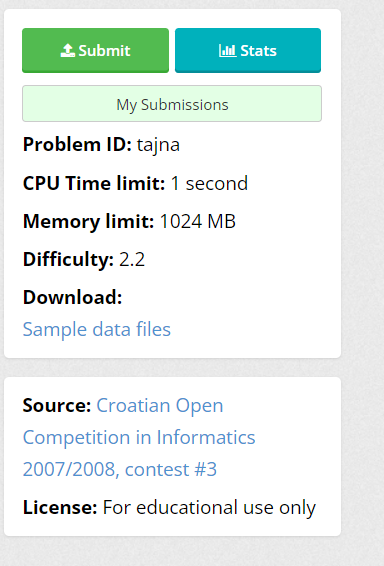 Submit
Stats
My Submissions
Problem ID: tajna
CPU Time limit: 1 second
Memory limit: 1024 MB
Difficulty: 2.2
Download:
Sample data files
Source: Croatian Open
Competition in Informatics
2007/2008, contest #3
License: For educational use only